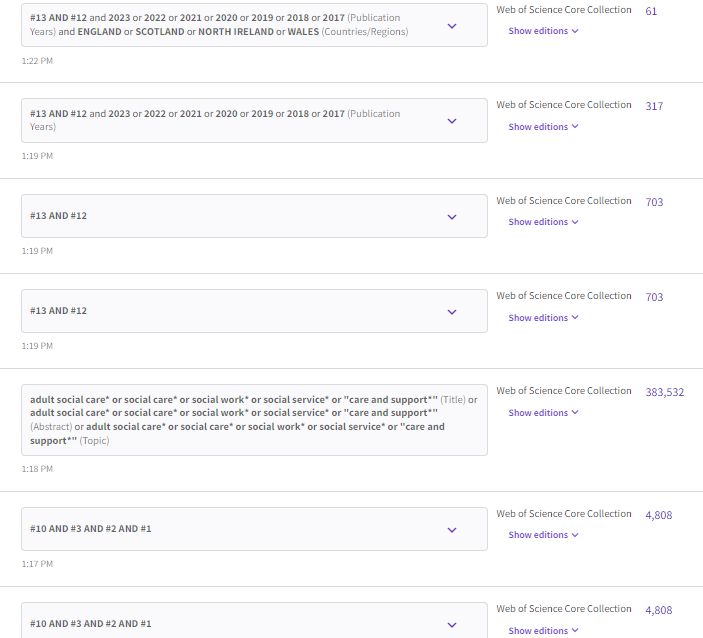 #13 AND #12 and 2023 or 2022 or 2021 or 2020 or 2019 or 2018 or 2017 (Publication
Years) and ENGLAND or SCOTLAND or NORTH IRELAND or WALES (Countries/Regions)
Web of Science Core Collection 61
Show editions
1:22 PM
#13 AND #12 and 2023 or 2022 or 2021 or 2020 or 2019 or 2018 or 2017 (Publication
Years)
Web of Science Core Collection 317
Show editions
1:19 PM
#13 AND #12
Web of Science Core Collection 703
Show editions
1:19 PM
#13 AND #12
Web of Science Core Collection 703
Show editions
1:19 PM
adult social care* or social care* or social work* or social service* or "care and support*" (Title) or
adult social care* or social care* or social work* or social service* or "care and support*"
(Abstract) or adult social care* or social care* or social work* or social service* or "care and
support*" (Topic)
Web of Science Core Collection 383,532
Show editions
1:18 PM
#10 AND #3 AND #2 AND #1
Web of Science Core Collection 4,808
Show editions
1:17 PM
#10 AND #3 AND #2 AND #1
Web of Science Core Collection 4,808
Show editions